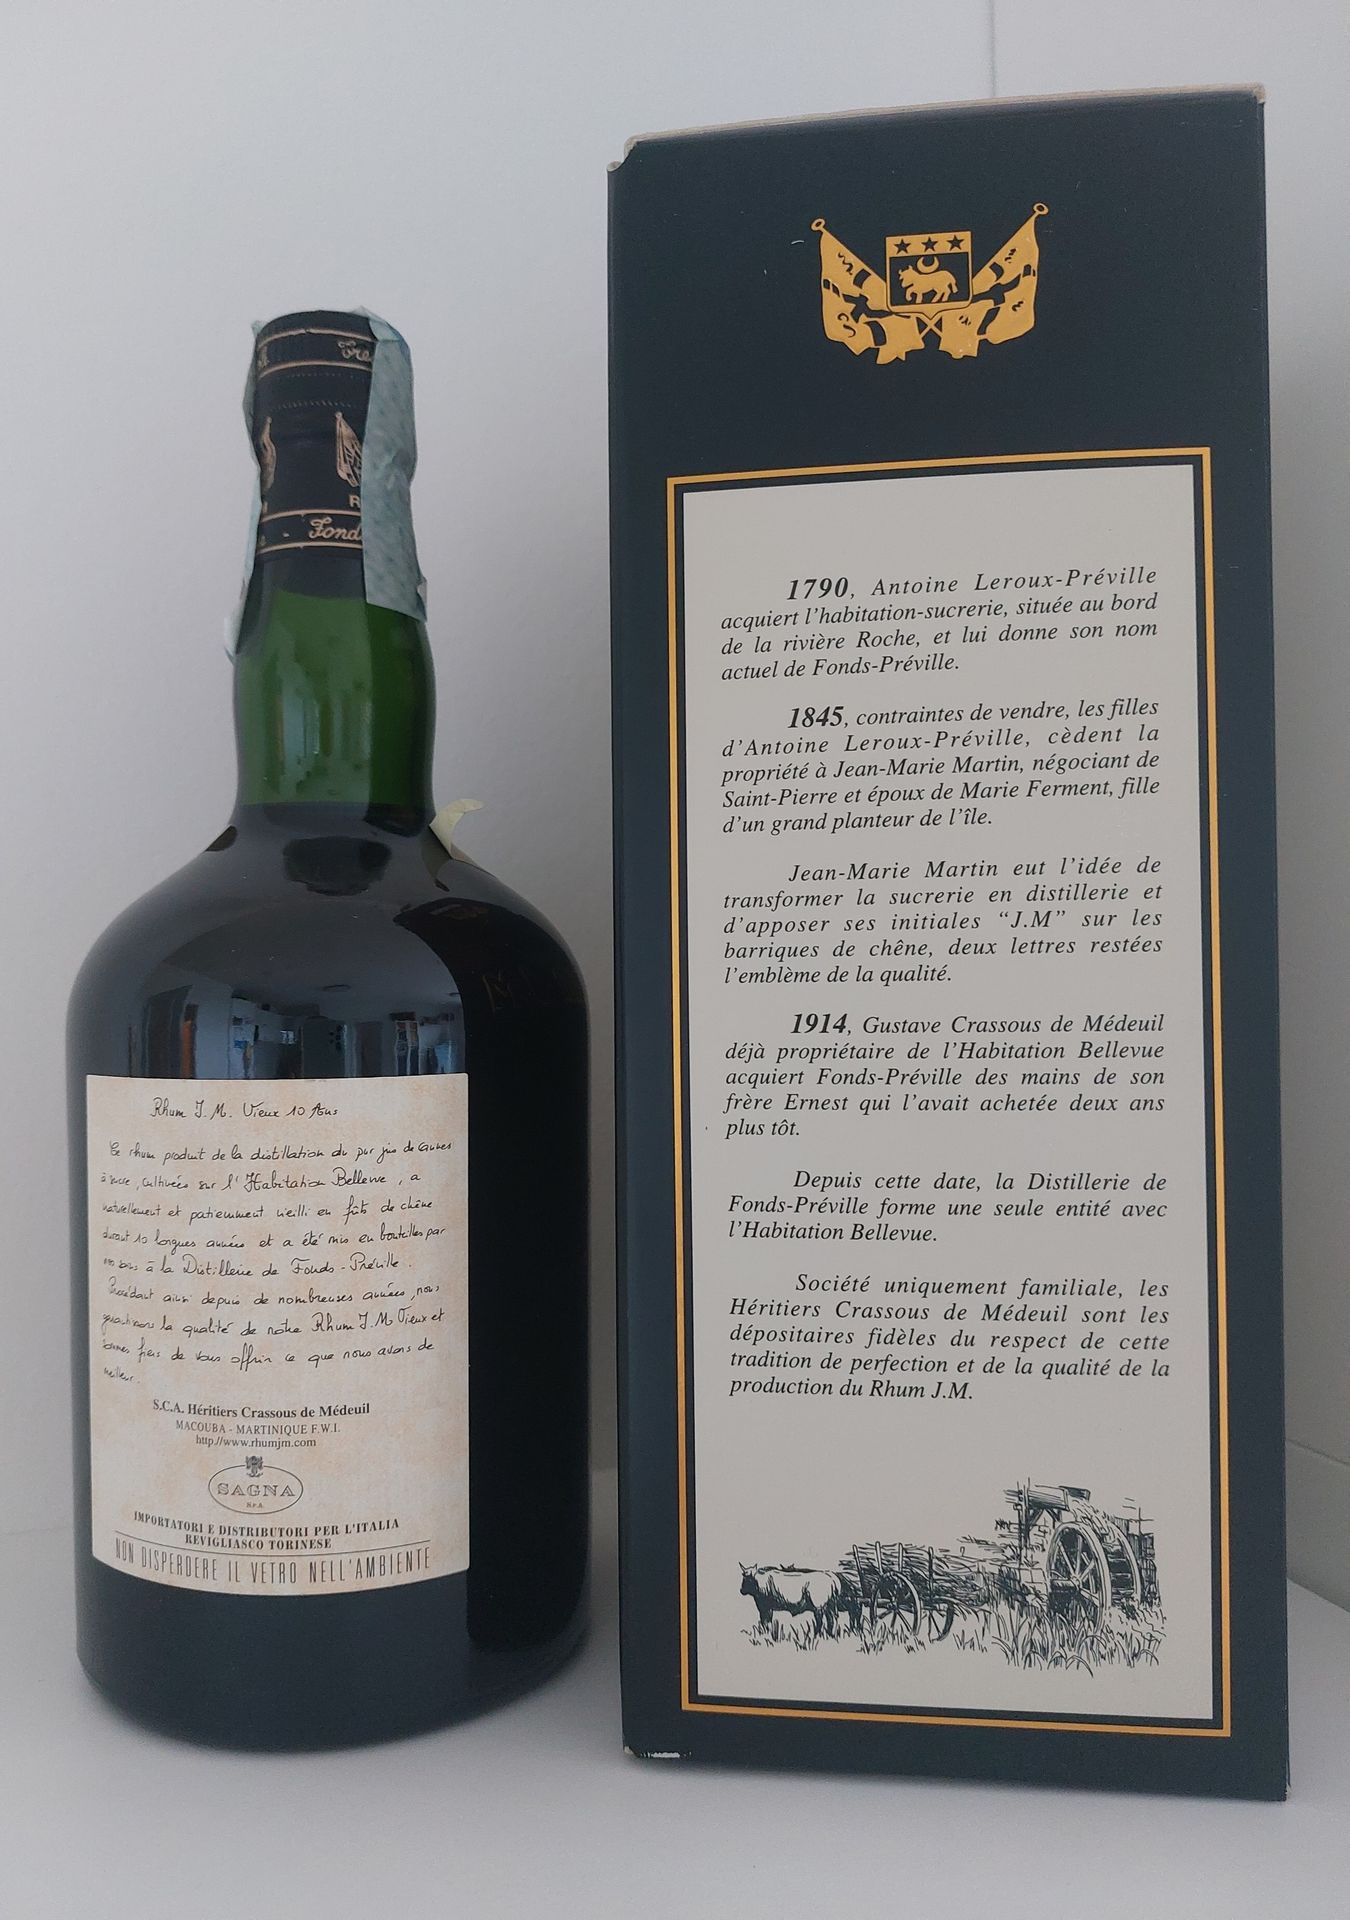 Fond
Rhum J.M. Vieux 10 Ans
Ce rhum produit de la distillation du pur jus de cannes
à sucre, cultivées sur l'Habitation Bellevue, a
naturellement et patiemment vieilli en fûts de chêne
durant 10 longues années et a été mis en bouteilles par
nos soins à la Distillerie de Fonds-Préville.
Procédant ainsi depuis de nombreuses années, nous
garantissons la qualité de notre Rhum J.M Vieux et
sommes fiers de vous offrir ce que nous avons de
meilleur.
S.C.A. Héritiers Crassous de Médeuil
MACOUBA - MARTINIQUE F.W.I.
http://www.rhumjm.com
SAGNA
S.P.A.
IMPORTATORI E DISTRIBUTORI PER L'ITALIA
REVIGLIASCO TORINESE
NON DISPERDERE IL VETRO NELL'AMBIENTE
1790, Antoine Leroux-Préville
acquiert l'habitation-sucrerie, située au bord
de la rivière Roche, et lui donne son nom
actuel de Fonds-Préville.
1845, contraintes de vendre, les filles
d'Antoine Leroux-Préville, cèdent la
propriété à Jean-Marie Martin, négociant de
Saint-Pierre et époux de Marie Ferment, fille
d'un grand planteur de l'île.
Jean-Marie Martin eut l'idée de
transformer la sucrerie en distillerie et
d'apposer ses initiales “J.M” sur les
barriques de chêne, deux lettres restées
l'emblème de la qualité.
1914, Gustave Crassous de Médeuil
déjà propriétaire de l'Habitation Bellevue
acquiert Fonds-Préville des mains de son
frère Ernest qui l'avait achetée deux ans
plus tôt.
Depuis cette date, la Distillerie de
Fonds-Préville forme une seule entité avec
l'Habitation Bellevue.
Société uniquement familiale, les
Héritiers Crassous de Médeuil sont les
dépositaires fidèles du respect de cette
tradition de perfection et de la qualité de la
production du Rhum J.M.